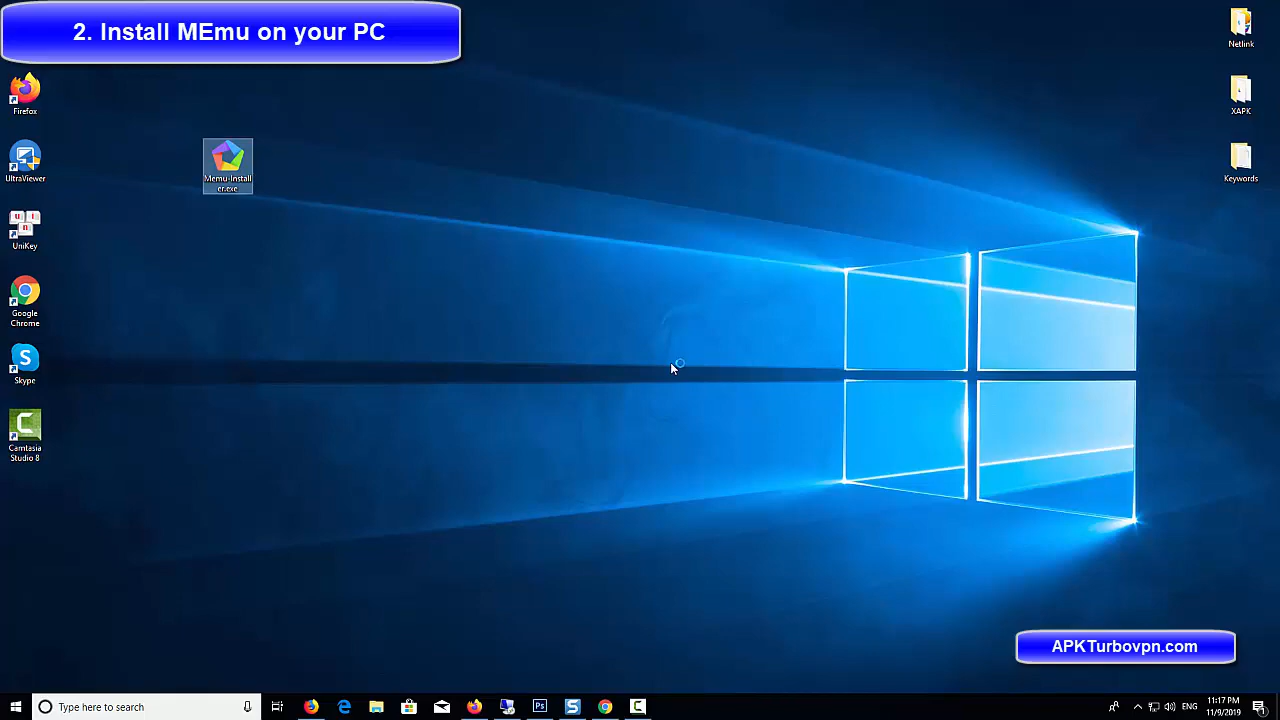 2. Install MEmu on your PC
Netlink
Firefox
XAPK
Memu-Install
er.exe
UltraViewer
Keywords
UniKey
Google
Chrome
Skype
Camtasia
Studio 8
APKTurbovpn.com
Type here to search
ENG
11:17 PM
11/9/2019